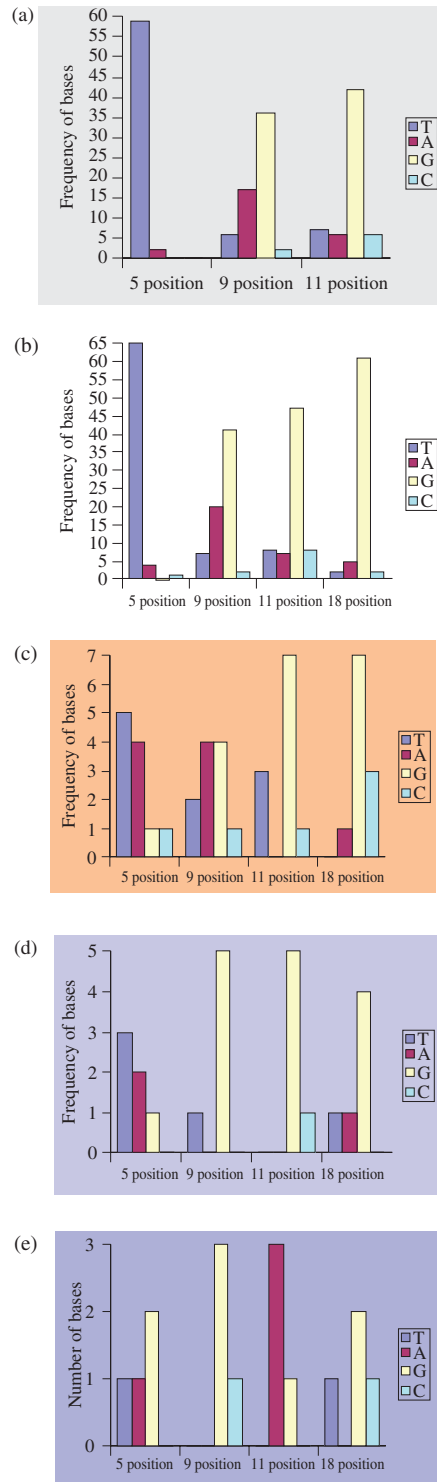 (a)
Frequency of bases
60
55
50
45
40
35
30
25
20
15
10
5
0
5 position 9 position 11 position
T
A
G
C
(b)
Frequency of bases
65
60
55
50
45
40
35
30
25
20
15
10
5
0
5 position 9 position 11 position 18 position
T
A
G
C
(c)
Frequency of bases
7
6
5
4
3
2
1
0
5 position 9 position 11 position 18 position
T
A
G
C
(d)
Frequency of bases
5
4
3
2
1
0
5 position 9 position 11 position 18 position
T
A
G
C
(e)
Number of bases
3
2
1
0
5 position 9 position 11 position 18 position
T
A
G
C